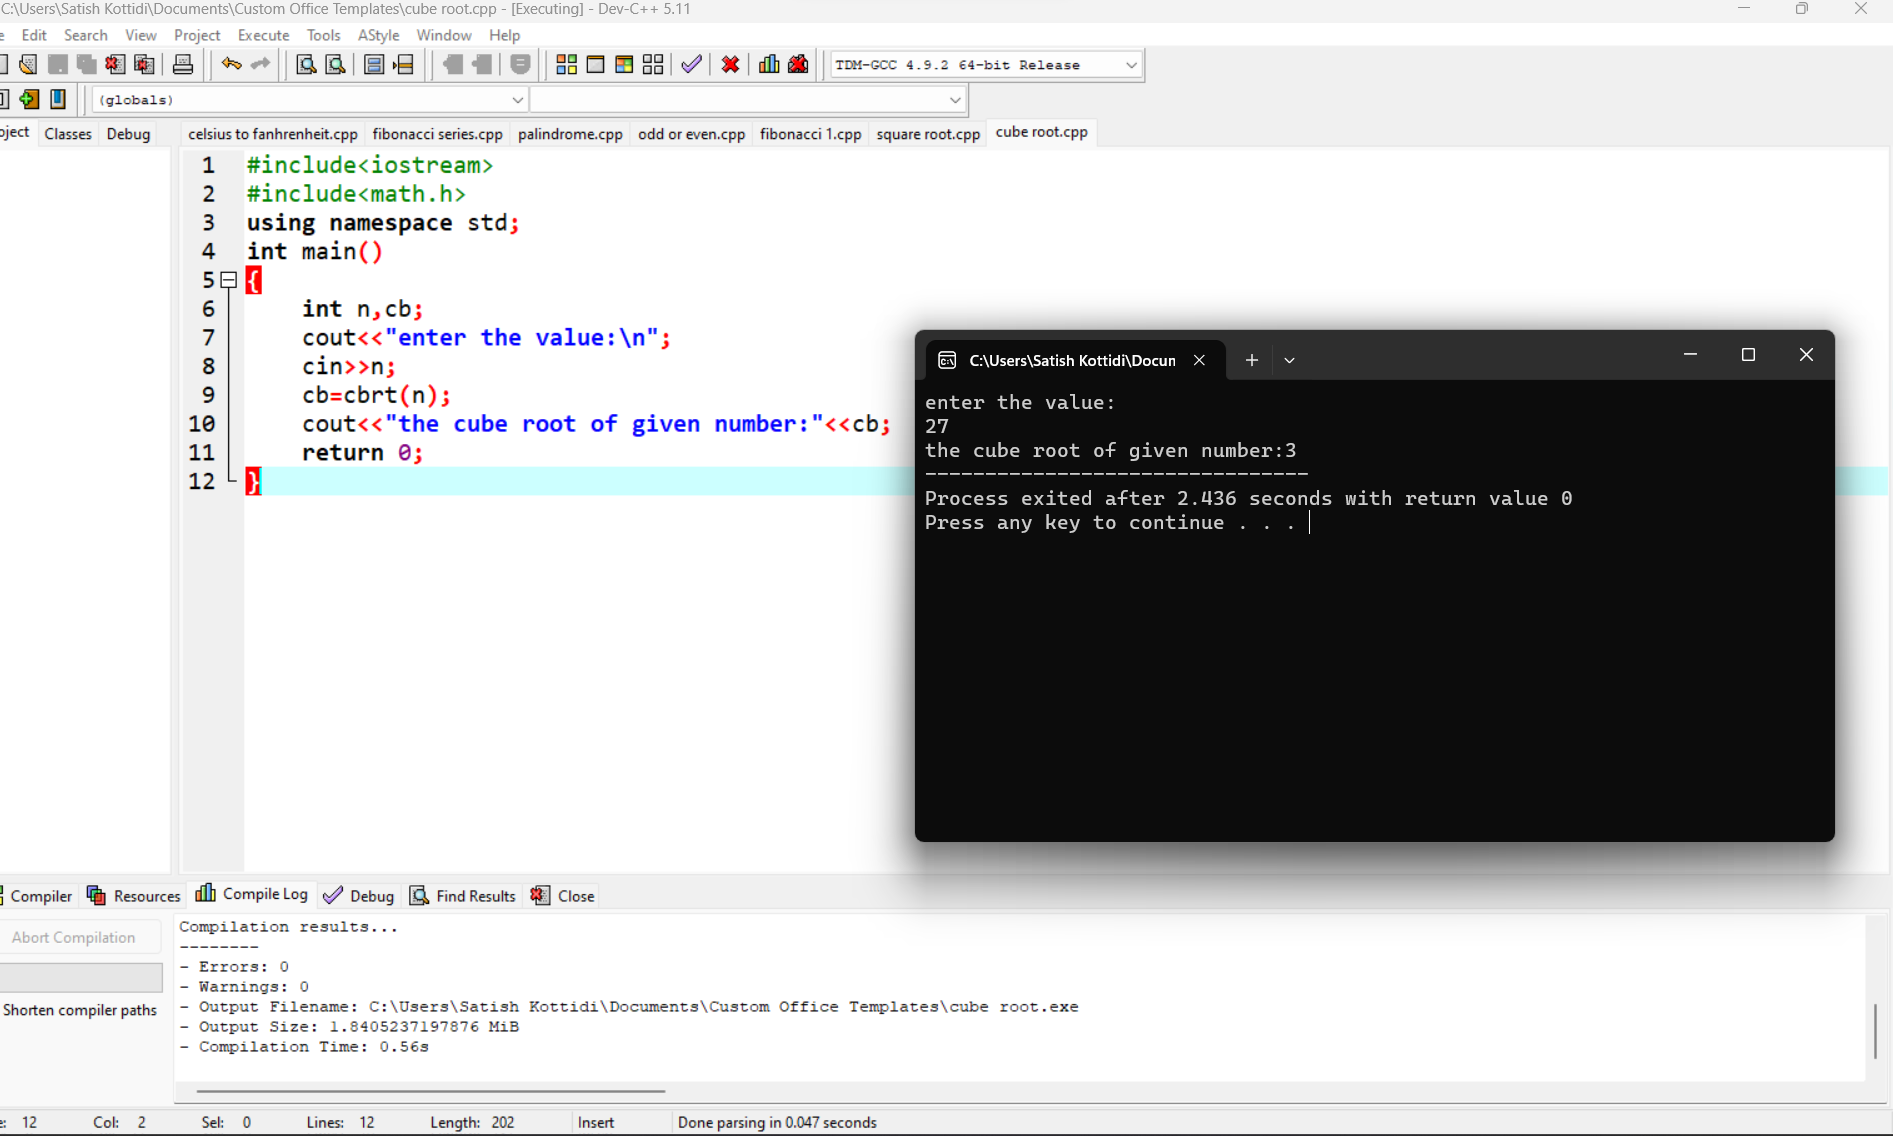 C:\Users\Satish Kottidi\Documents\Custom Office Templates\cube root.cpp - [Executing] - Dev-C++ 5.11
Edit Search View Project Execute Tools AStyle Window Help
TDM-GCC 4.9.2 64-bit Release
(globals)
oject Classes Debug
celsius to fanhrenheit.cpp fibonacci series.cpp palindrome.cpp odd or even.cpp fibonacci 1.cpp square root.cpp cube root.cpp
1 #include<iostream>
2 #include<math.h>
3 using namespace std;
4 int main()
5 {
6 int n,cb;
7 cout<<"enter the value:\n";
8 cin>>n;
9 cb=cbrt(n);
10 cout<<"the cube root of given number:"<<cb;
11 return 0;
12 }
C:\Users\Satish Kottidi\Docun
enter the value:
27
the cube root of given number:3
--------------------------------
Process exited after 2.436 seconds with return value 0
Press any key to continue . . .
Compiler Resources Compile Log Debug Find Results Close
Abort Compilation
Shorten compiler paths
Compilation results...
--------
- Errors: 0
- Warnings: 0
- Output Filename: C:\Users\Satish Kottidi\Documents\Custom Office Templates\cube root.exe
- Output Size: 1.8405237197876 MiB
- Compilation Time: 0.56s
e: 12 Col: 2 Sel: 0 Lines: 12 Length: 202 Insert Done parsing in 0.047 seconds